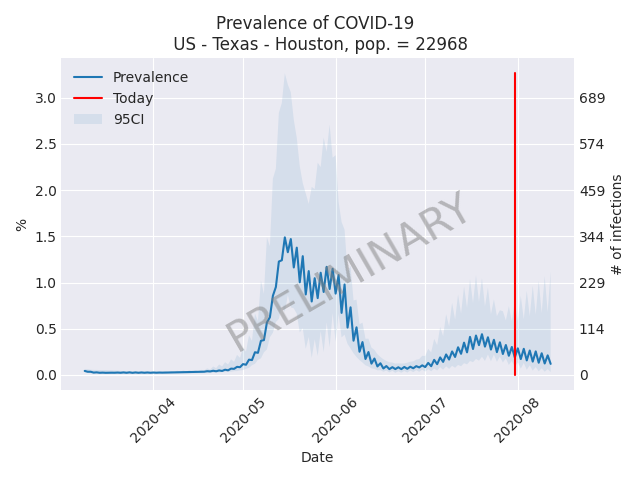 Prevalence of COVID-19
US - Texas - Houston, pop. = 22968
Prevalence
Today
95CI
3.0
2.5
2.0
1.5
1.0
0.5
0.0
%
689
574
459
344
229
114
0
# of infections
PRELIMINARY
2020-04
2020-05
2020-06
2020-07
2020-08
Date